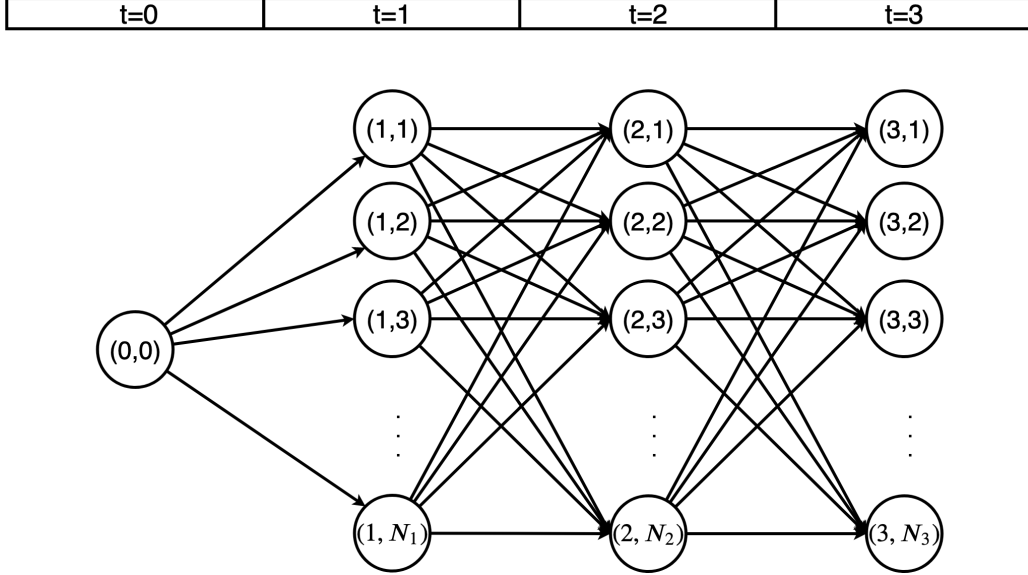 t=0 t=1 t=2 t=3
(1,1) (2,1) (3,1)
(1,2) (2,2) (3,2)
(1,3) (2,3) (3,3)
(0,0)
(1, N₁) (2, N₂) (3, N₃)